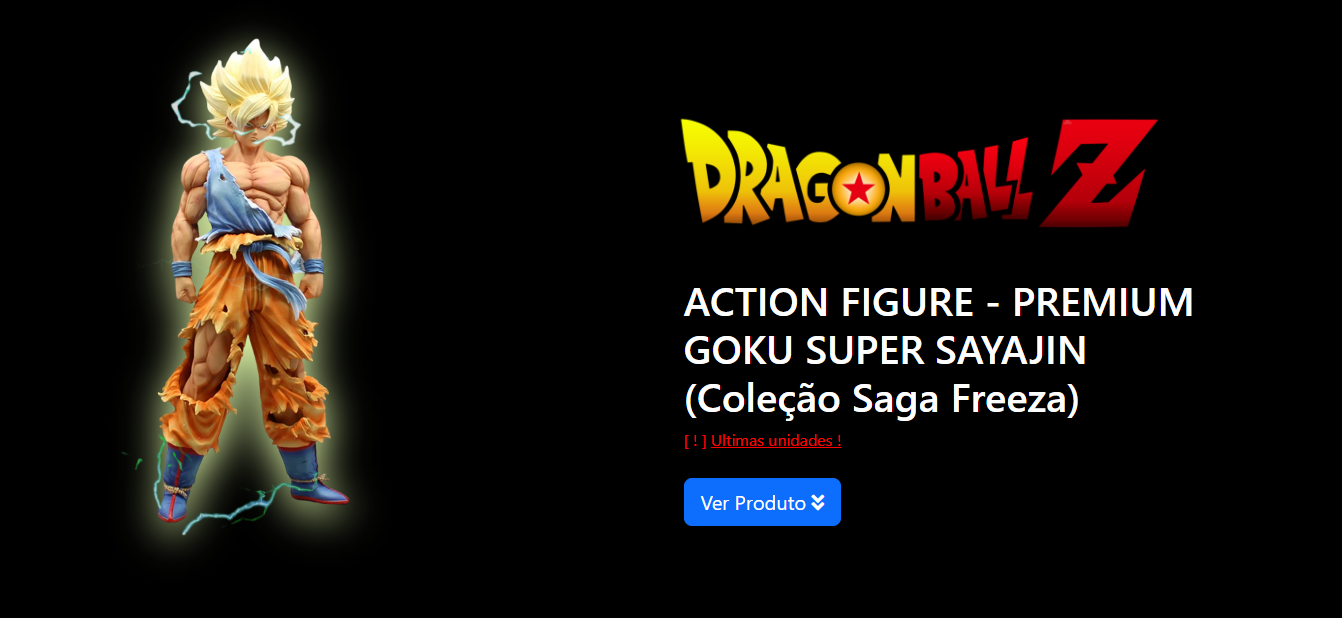 DRAGON BALL Z
ACTION FIGURE - PREMIUM
GOKU SUPER SAYAJIN
(Coleção Saga Freeza)
[ ! ] Ultimas unidades !
Ver Produto